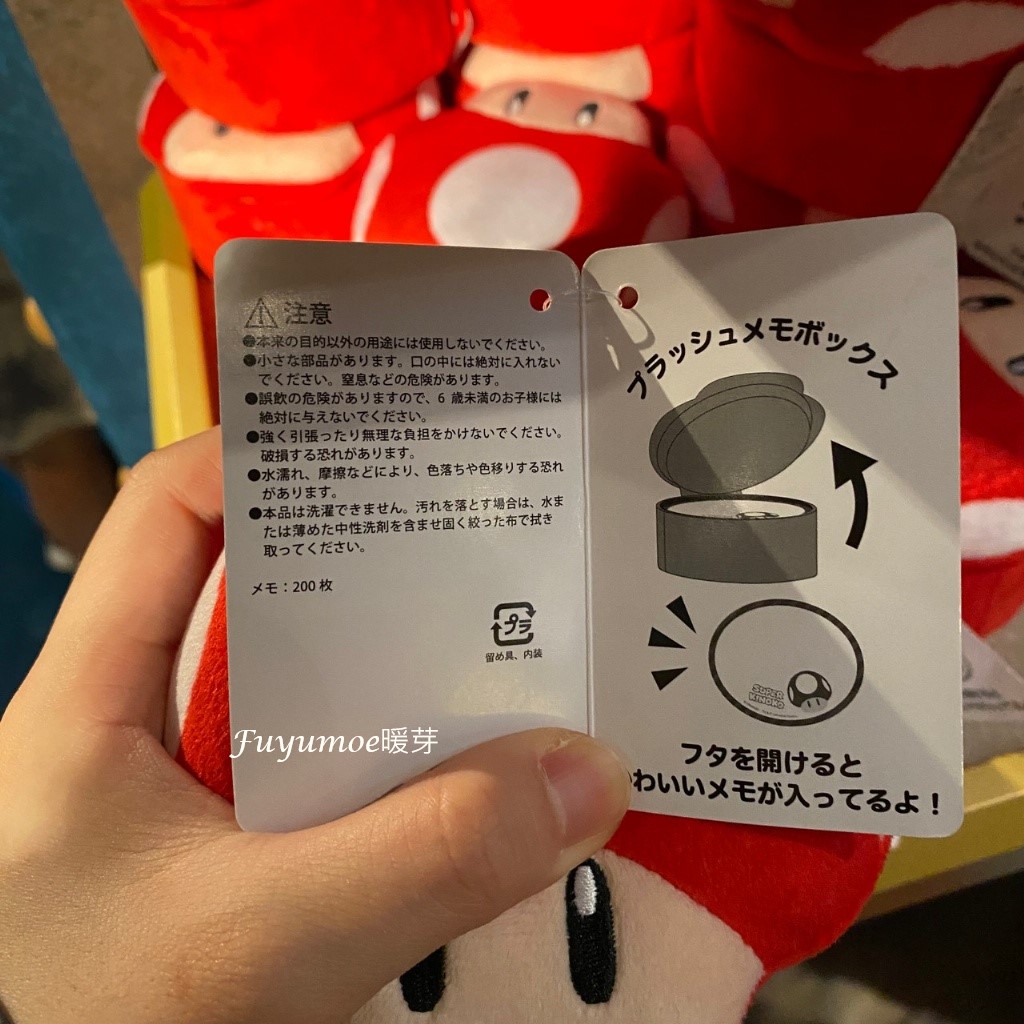 注意
●本来の目的以外の用途には使用しないでください。
●小さな部品があります。口の中には絶対に入れない
でください。窒息などの危険があります。
●誤飲の危険がありますので、6 歳未満のお子様には
絶対に与えないでください。
●強く引張ったり無理な負担をかけないでください。
破損する恐れがあります。
●水濡れ、摩擦などにより、色落ちや色移りする恐れ
があります。
●本品は洗濯できません。汚れを落とす場合は、水ま
たは薄めた中性洗剤を含ませ固く絞った布で拭き
取ってください。
メモ：200 枚
プラ
留め具、内装
Fuyumoe暖芽
プラッシュメモボックス
SUPER
KINOKO
フタを開けると
わいいメモが入ってるよ！